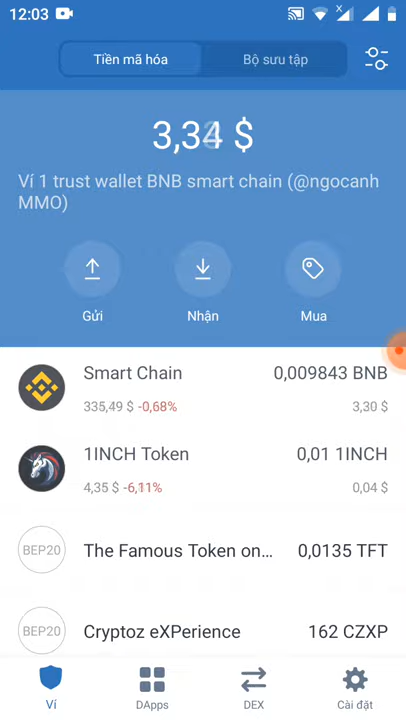 12:03
Tiền mã hóa
Bộ sưu tập
3,34 $
Ví 1 trust wallet BNB smart chain (@ngocanh
MMO)
Gửi
Nhận
Mua
Smart Chain
0,009843 BNB
335,49 $ -0,68%
3,30 $
1INCH Token
0,01 1INCH
4,35 $ -6,11%
0,04 $
BEP20
The Famous Token on...
0,0135 TFT
BEP20
Cryptoz eXPerience
162 CZXP
Ví
DApps
DEX
Cài đặt